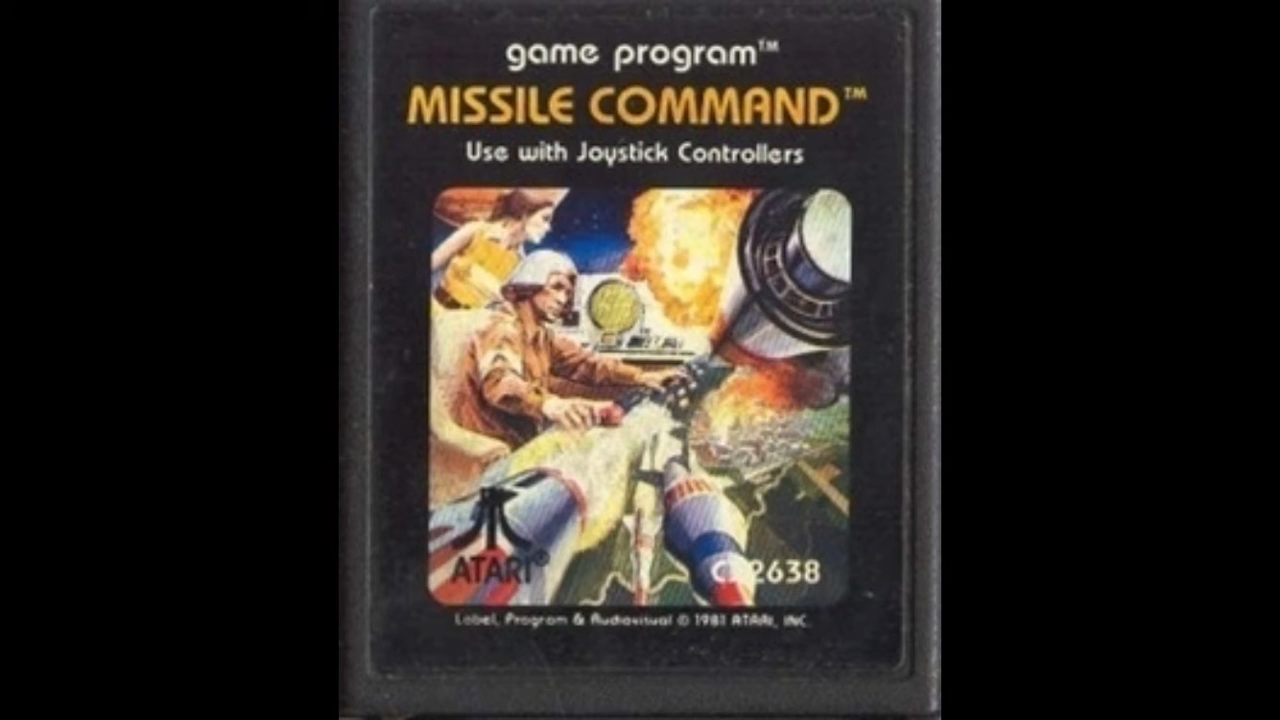 game program™
MISSILE COMMAND™
Use with Joystick Controllers
ATARI®
2638
Label, Program & Audiovisual © 1981 ATARI, INC.